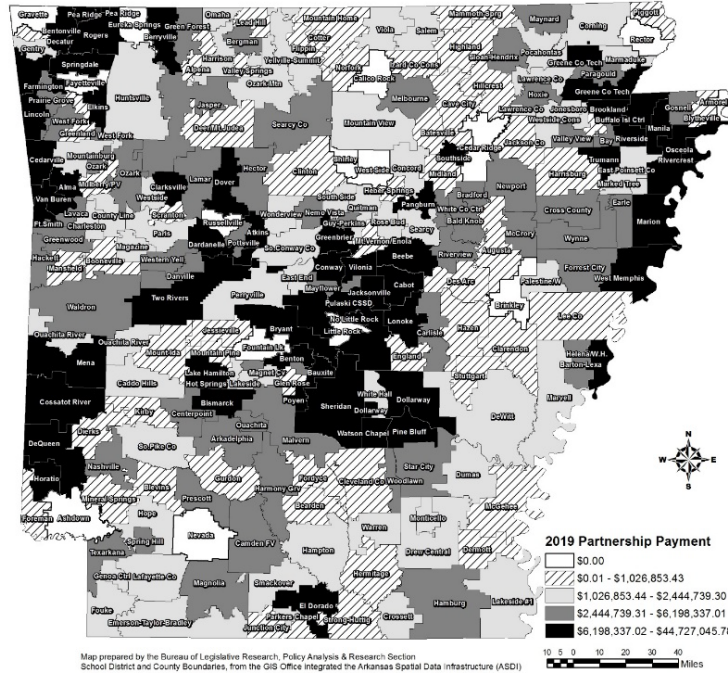 Gravette
Pea Ridge
Pea Ridge
Eureka Springs
Green Forest
Omaha
Lead Hill
Mountain Home
Mammoth Sprig
Maynard
Corning
Piggott
Rector
Bentonville
Decatur
Rogers
Berryville
Bergman
Cotter
Flippin
Viola
Salem
Highland
Sloan-Hendrix
Pocahontas
Gentry
Springdale
Harrison
Alpena
Valley Springs
Yellville-Summit
Ozark Mtn
Norfork
Izard Co Cons
Calico Rock
Hillcrest
Lawrence Co
Hoxie
Greene Co Tech
Marmaduke
Paragould
Greene Co Tech
Fayetteville
Farmington
Prairie Grove
Elkins
Lincoln
West Fork
Greenland
West Fork
Huntsville
Jasper
Deer/Mt. Judea
Searcy Co
Mountain View
Melbourne
Cave City
Batesville
Lawrence Co
Jonesboro
Brookland
Westside Cons
Buffalo Isl Ctrl
Gosnell
Armorel
Blytheville
Valley View
Bay
Riverside
Manila
Osceola
Rivercrest
Cedarville
Mountainburg
Ozark
Ozark
Mulberry/PV
Alma
Van Buren
Clarksville
Westside
Lamar
Dover
Hector
Clinton
Shirley
West Side
Concord
Heber Springs
Cedar Ridge
Southside
Midland
Jackson Co
Newport
Harrisburg
Trumann
East Poinsett Co
Marked Tree
Ft. Smith
Lavaca
County Line
Charleston
Scranton
Paris
Russellville
Atkins
Pottsville
Dardanelle
Wonderview
Nemo Vista
South Side
Quitman
Guy-Perkins
Greenbrier
Rose Bud
Mt.Vernon/Enola
Pangburn
Searcy
White Co Ctrl
Bradford
Bald Knob
Cross County
Earle
Marion
Wynne
McCrory
Augusta
Riverview
Greenwood
Hackett
Mansfield
Booneville
Magazine
Western Yell
Danville
So.Conway Co
East End
Mayflower
Conway
Vilonia
Beebe
Cabot
Jacksonville
Pulaski CSSD
No Little Rock
Little Rock
Lonoke
Carlisle
Des Arc
Hazen
Brinkley
Palestine/W
Forrest City
West Memphis
Lee Co
Clarendon
Waldron
Two Rivers
Perryville
Ouachita River
Ouachita River
Mena
Mount Ida
Jessieville
Mountain Pine
Fountain Lk
Bryant
Benton
Bauxite
England
Stuttgart
Helena/W.H.
Barton-Lexa
Marvell
DeWitt
Lake Hamilton
Hot Springs
Lakeside
Magnet Cv
Glen Rose
Poyen
Sheridan
White Hall
Dollarway
Dollarway
Watson Chapel
Pine Bluff
Caddo Hills
Cossatot River
Kirby
Centerpoint
Bismarck
Ouachita
Arkadelphia
Malvern
DeQueen
Dierks
So.Pike Co
Horatio
Nashville
Mineral Springs
Blevins
Gurdon
Prescott
Harmony Grv
Fordyce
Bearden
Cleveland Co
Woodlawn
Star City
Dumas
McGehee
Foreman
Ashdown
Hope
Nevada
Spring Hill
Texarkana
Genoa Ctrl
Lafayette Co
Magnolia
Camden FV
Hampton
Warren
Monticello
Drew Central
Dermott
Hermitage
Smackover
El Dorado
Parkers Chapel
Junction City
Strong-Huttig
Crossett
Hamburg
Lakeside #1
Fouke
Emerson-Taylor-Bradley
N
W
E
S
2019 Partnership Payment
$0.00
$0.01 - $1,026,853.43
$1,026,853.44 - $2,444,739.30
$2,444,739.31 - $6,198,337.01
$6,198,337.02 - $44,727,045.78
10 5 0 10 20 30 40
Miles
Map prepared by the Bureau of Legislative Research, Policy Analysis & Research Section
School District and County Boundaries, from the GIS Office integrated the Arkansas Spatial Data Infrastructure (ASDI)